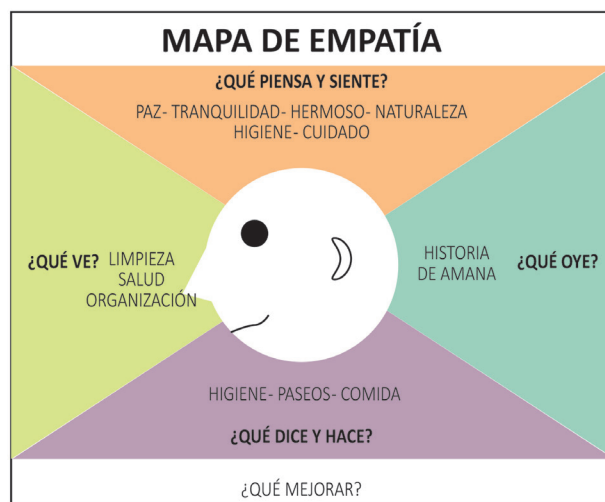 MAPA DE EMPATÍA
¿QUÉ PIENSA Y SIENTE?
PAZ- TRANQUILIDAD- HERMOSO- NATURALEZA
HIGIENE- CUIDADO
¿QUÉ VE?
LIMPIEZA
SALUD
ORGANIZACIÓN
HISTORIA
DE AMANA
¿QUÉ OYE?
HIGIENE- PASEOS- COMIDA
¿QUÉ DICE Y HACE?
¿QUÉ MEJORAR?